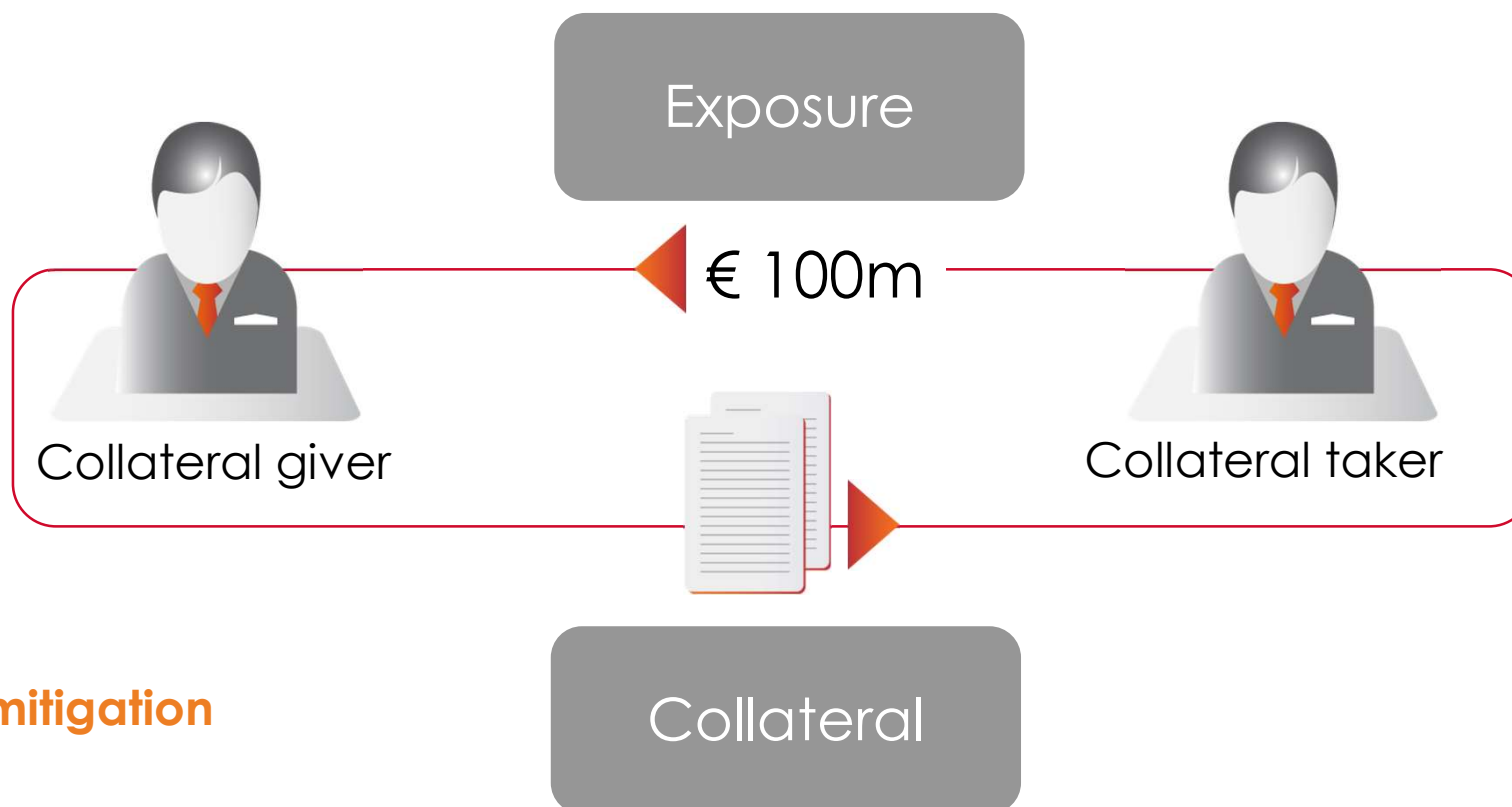 Exposure
€ 100m
Collateral giver
Collateral taker
mitigation
Collateral